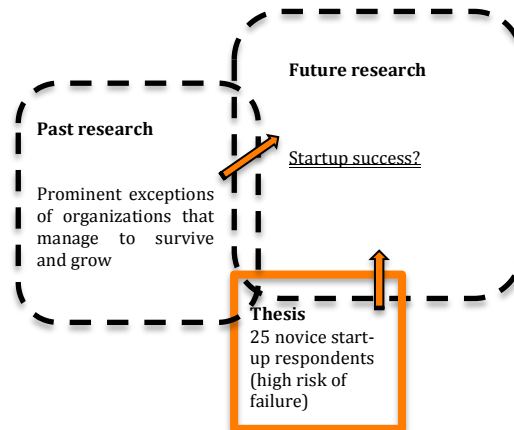 Future research
Startup success?
Past research
Prominent exceptions
of organizations that
manage to survive
and grow
Thesis
25 novice start-
up respondents
(high risk of
failure)